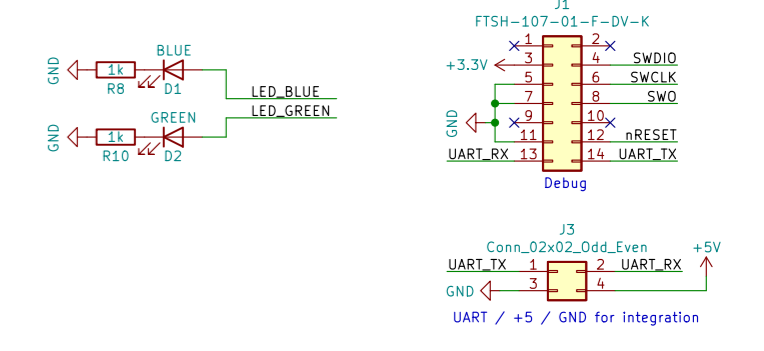 BLUE
GND
1k
R8
D1
LED_BLUE
LED_GREEN
GREEN
GND
1k
R10
D2
J1
FTSH-107-01-F-DV-K
1 2
+3.3V 3 4 SWDIO
5 6 SWCLK
7 8 SWO
GND
9 10
11 12 nRESET
UART_RX 13 14 UART_TX
Debug
J3
Conn_02x02_Odd_Even
+5V
UART_TX 1 2 UART_RX
GND 3 4
UART / +5 / GND for integration